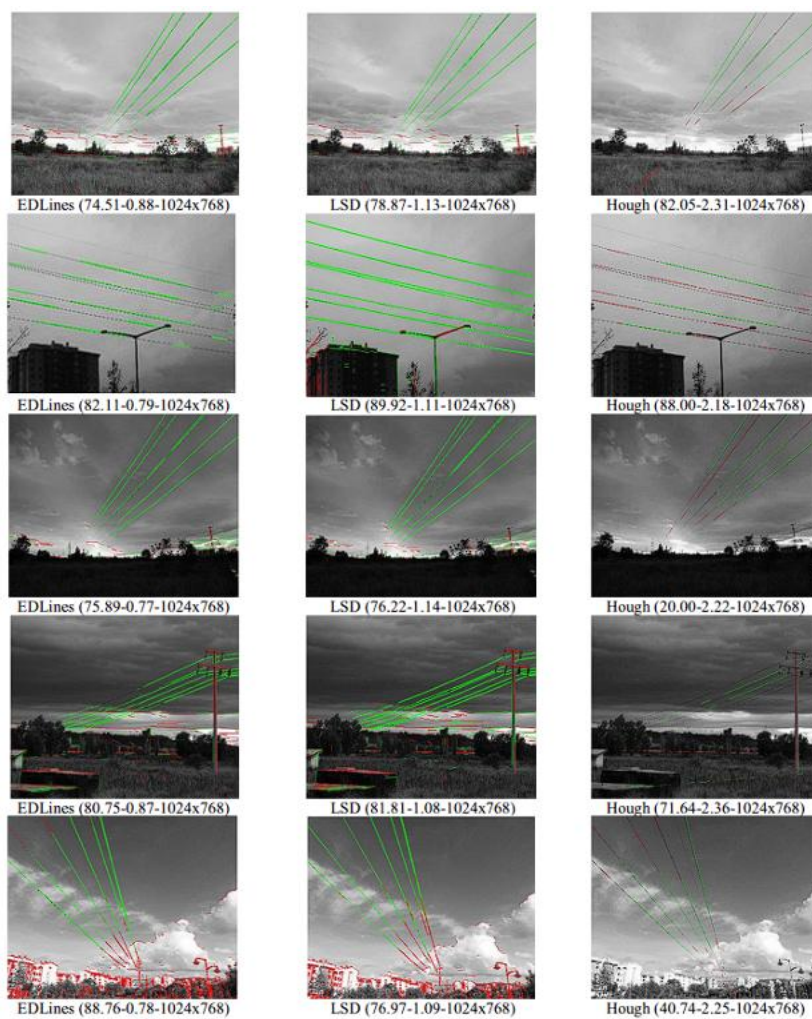 EDLines (74.51-0.88-1024x768)
LSD (78.87-1.13-1024x768)
Hough (82.05-2.31-1024x768)
EDLines (82.11-0.79-1024x768)
LSD (89.92-1.11-1024x768)
Hough (88.00-2.18-1024x768)
EDLines (75.89-0.77-1024x768)
LSD (76.22-1.14-1024x768)
Hough (20.00-2.22-1024x768)
EDLines (80.75-0.87-1024x768)
LSD (81.81-1.08-1024x768)
Hough (71.64-2.36-1024x768)
EDLines (88.76-0.78-1024x768)
LSD (76.97-1.09-1024x768)
Hough (40.74-2.25-1024x768)